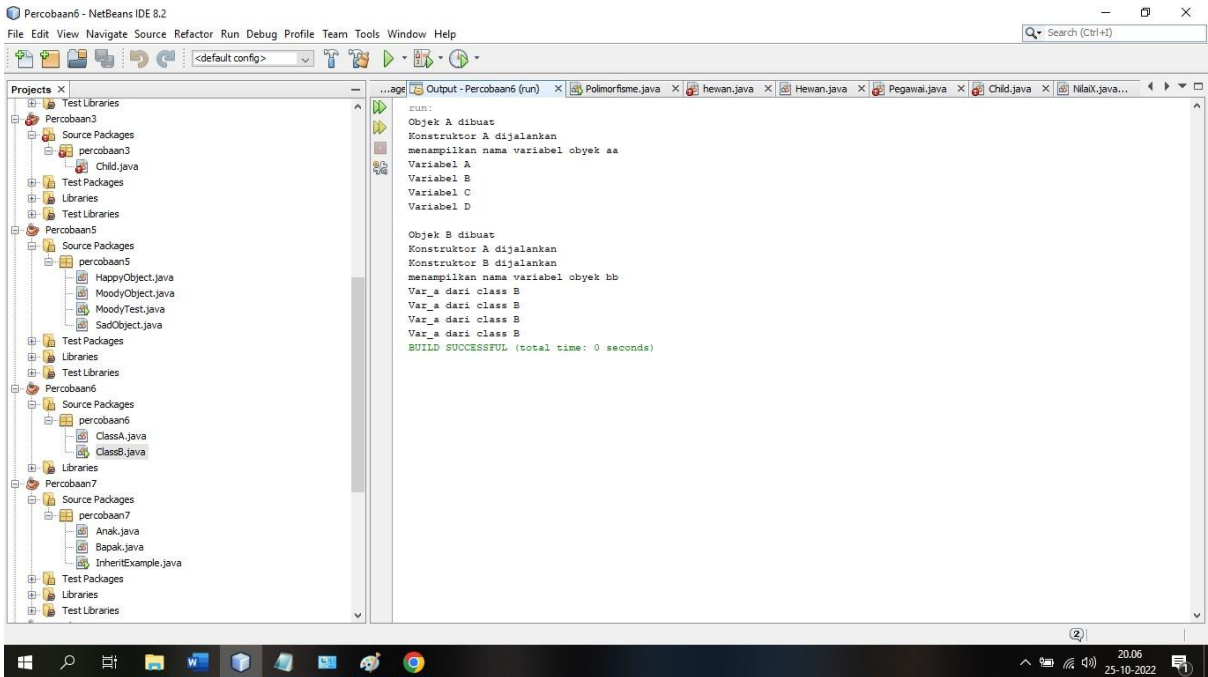 Percobaan6 - NetBeans IDE 8.2
File Edit View Navigate Source Refactor Run Debug Profile Team Tools Window Help
Search (Ctrl+I)
<default config>
Projects
Test Libraries
Percobaan3
Source Packages
percobaan3
Child.java
Test Packages
Libraries
Test Libraries
Percobaan5
Source Packages
percobaan5
HappyObject.java
MoodyObject.java
MoodyTest.java
SadObject.java
Test Packages
Libraries
Test Libraries
Percobaan6
Source Packages
percobaan6
ClassA.java
ClassB.java
Libraries
Percobaan7
Source Packages
percobaan7
Anak.java
Bapak.java
InheritExample.java
Test Packages
Libraries
Test Libraries
...age Output - Percobaan6 (run) Polimorfisme.java hewan.java Hewan.java Pegawai.java Child.java NilaiX.java...
run:
Objek A dibuat
Konstruktor A dijalankan
menampilkan nama variabel obyek aa
Variabel A
Variabel B
Variabel C
Variabel D
Objek B dibuat
Konstruktor A dijalankan
Konstruktor B dijalankan
menampilkan nama variabel obyek bb
Var_a dari class B
Var_a dari class B
Var_a dari class B
Var_a dari class B
BUILD SUCCESSFUL (total time: 0 seconds)
2
20.06
25-10-2022
1